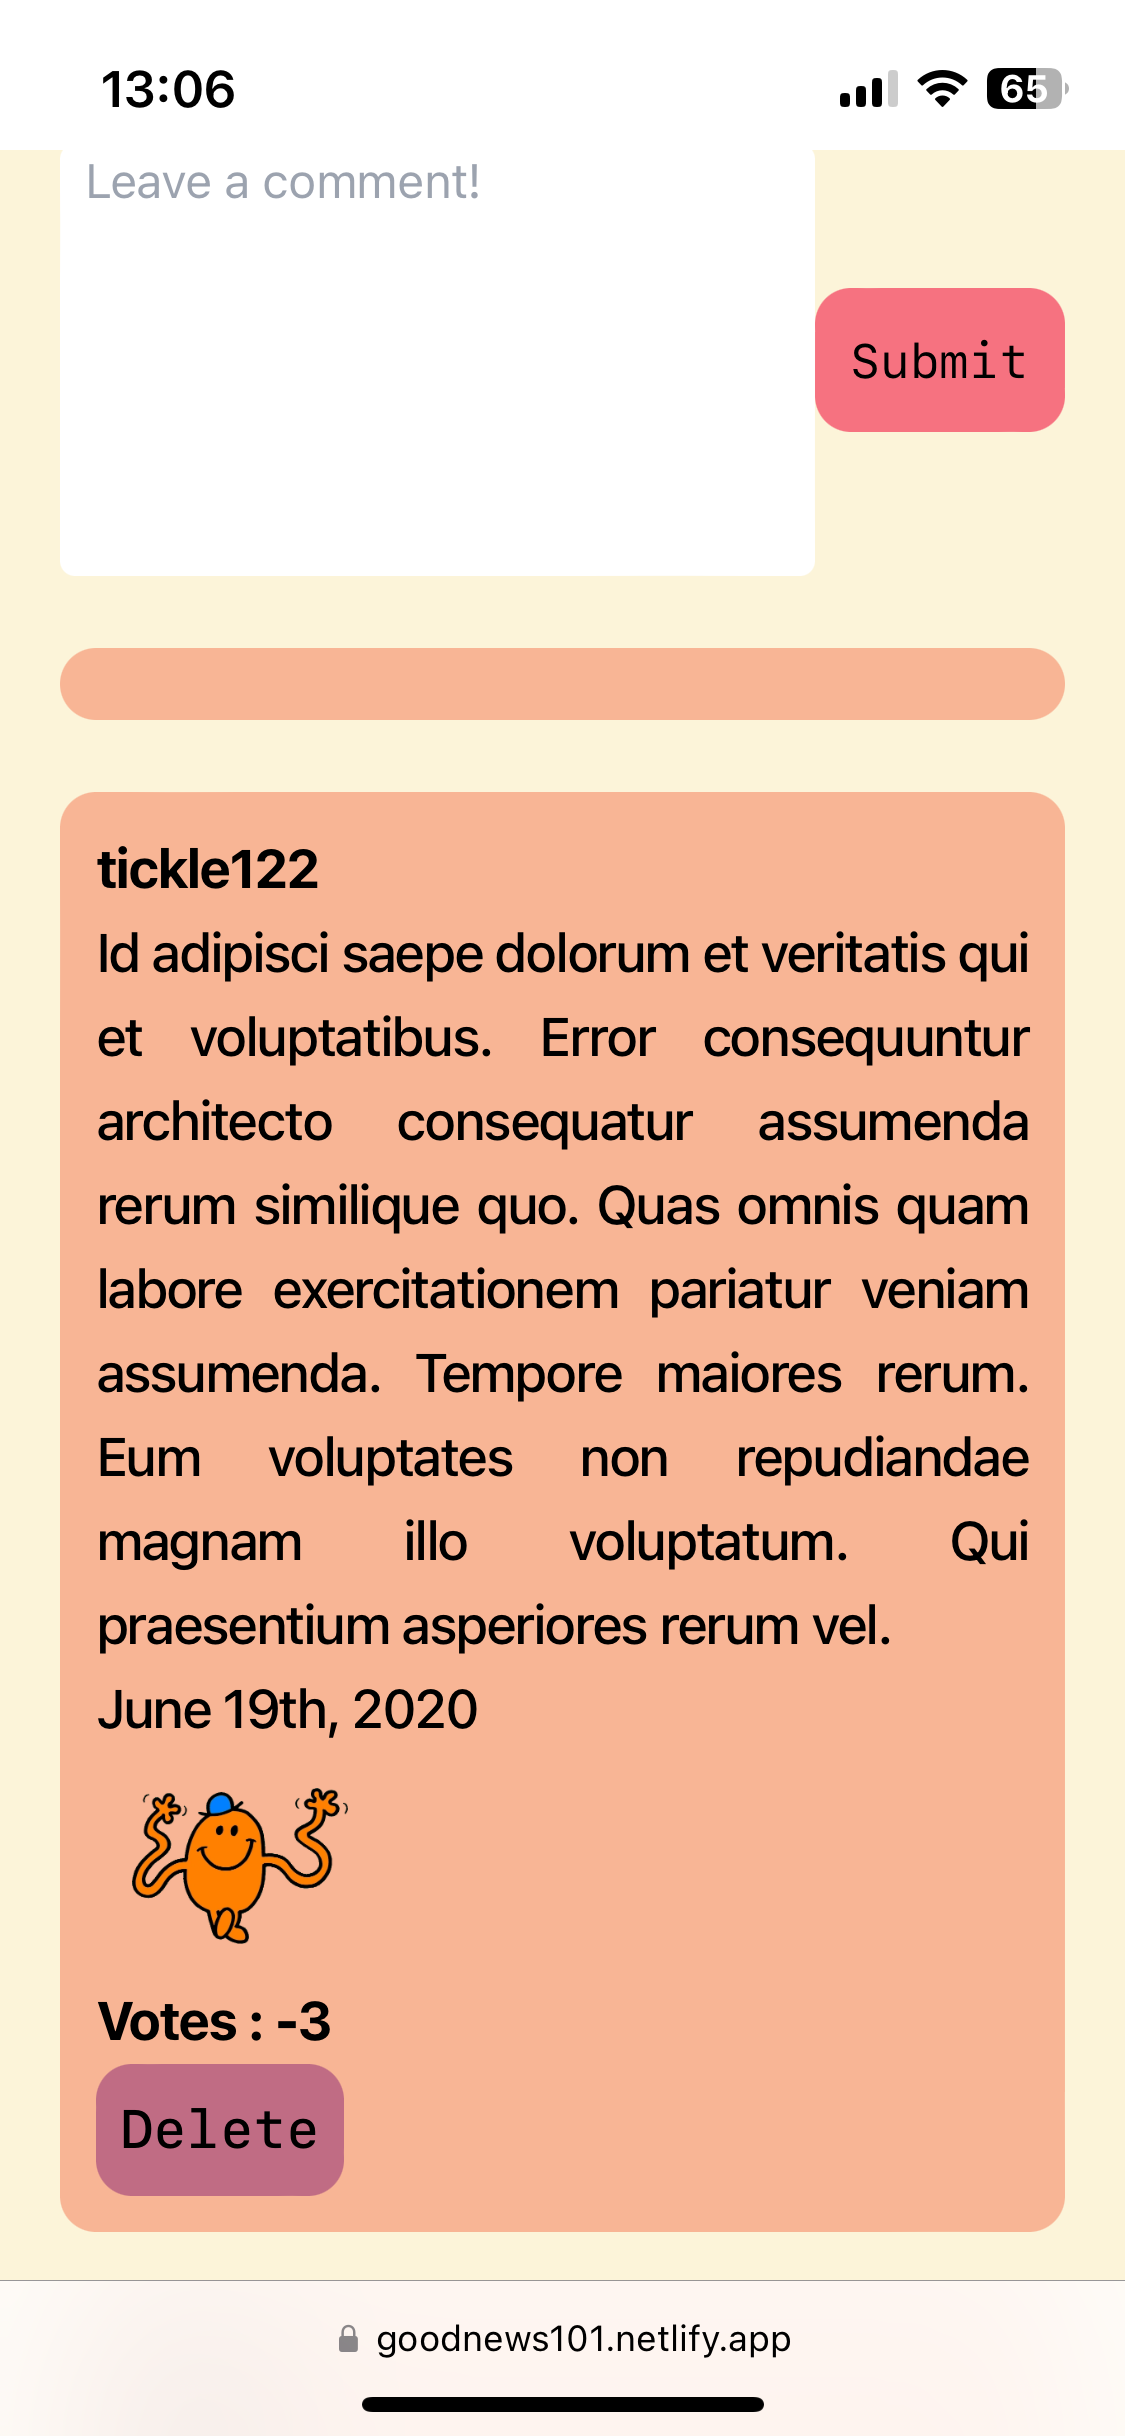 13:06
65
Leave a comment!
Submit
tickle122
Id adipisci saepe dolorum et veritatis qui
et voluptatibus. Error consequuntur
architecto consequatur assumenda
rerum similique quo. Quas omnis quam
labore exercitationem pariatur veniam
assumenda. Tempore maiores rerum.
Eum voluptates non repudiandae
magnam illo voluptatum. Qui
praesentium asperiores rerum vel.
June 19th, 2020
Votes : -3
Delete
goodnews101.netlify.app